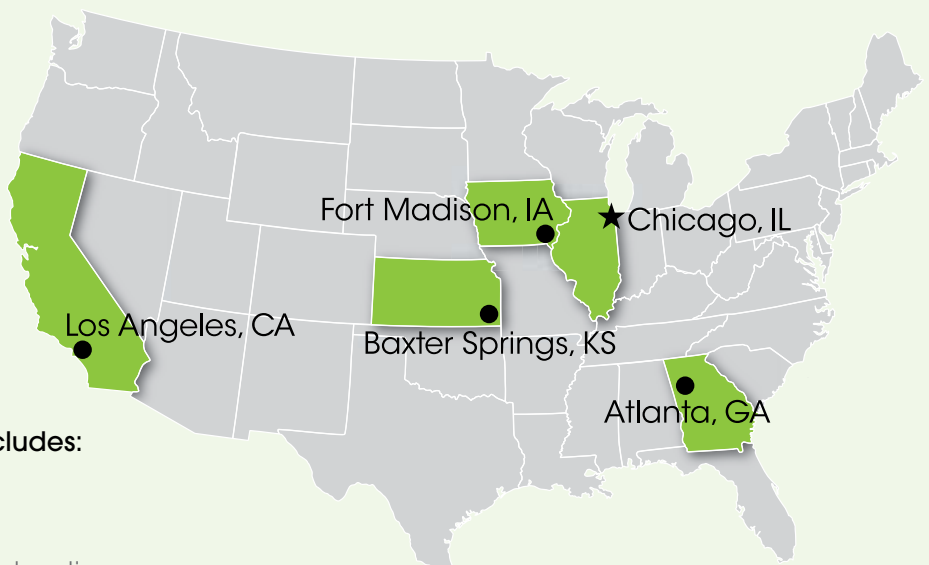 Fort Madison, IA
Chicago, IL
Los Angeles, CA
Baxter Springs, KS
Atlanta, GA
cludes: